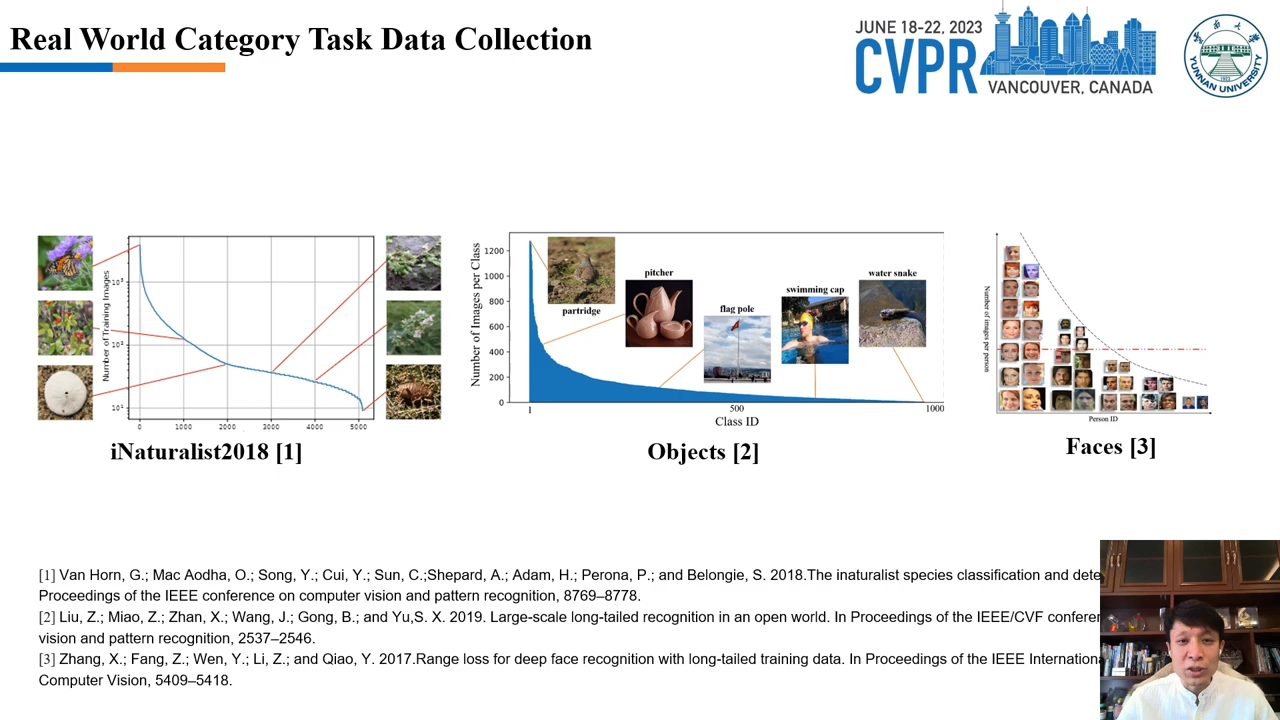 Real World Category Task Data Collection
JUNE 18-22, 2023
CVPR
VANCOUVER, CANADA
YUNNAN UNIVERSITY
1923
Number of Training Images
10³
10²
10¹
0 1000 2000 3000 4000 5000
iNaturalist2018 [1]
Number of Images per Class
1200
1000
800
600
400
200
0
partridge
pitcher
flag pole
swimming cap
water snake
1 500 1000
Class ID
Objects [2]
Number of images per person
Person ID
Faces [3]
[1] Van Horn, G.; Mac Aodha, O.; Song, Y.; Cui, Y.; Sun, C.;Shepard, A.; Adam, H.; Perona, P.; and Belongie, S. 2018.The inaturalist species classification and dete
Proceedings of the IEEE conference on computer vision and pattern recognition, 8769–8778.
[2] Liu, Z.; Miao, Z.; Zhan, X.; Wang, J.; Gong, B.; and Yu,S. X. 2019. Large-scale long-tailed recognition in an open world. In Proceedings of the IEEE/CVF conferen
vision and pattern recognition, 2537–2546.
[3] Zhang, X.; Fang, Z.; Wen, Y.; Li, Z.; and Qiao, Y. 2017.Range loss for deep face recognition with long-tailed training data. In Proceedings of the IEEE Internationa
Computer Vision, 5409–5418.